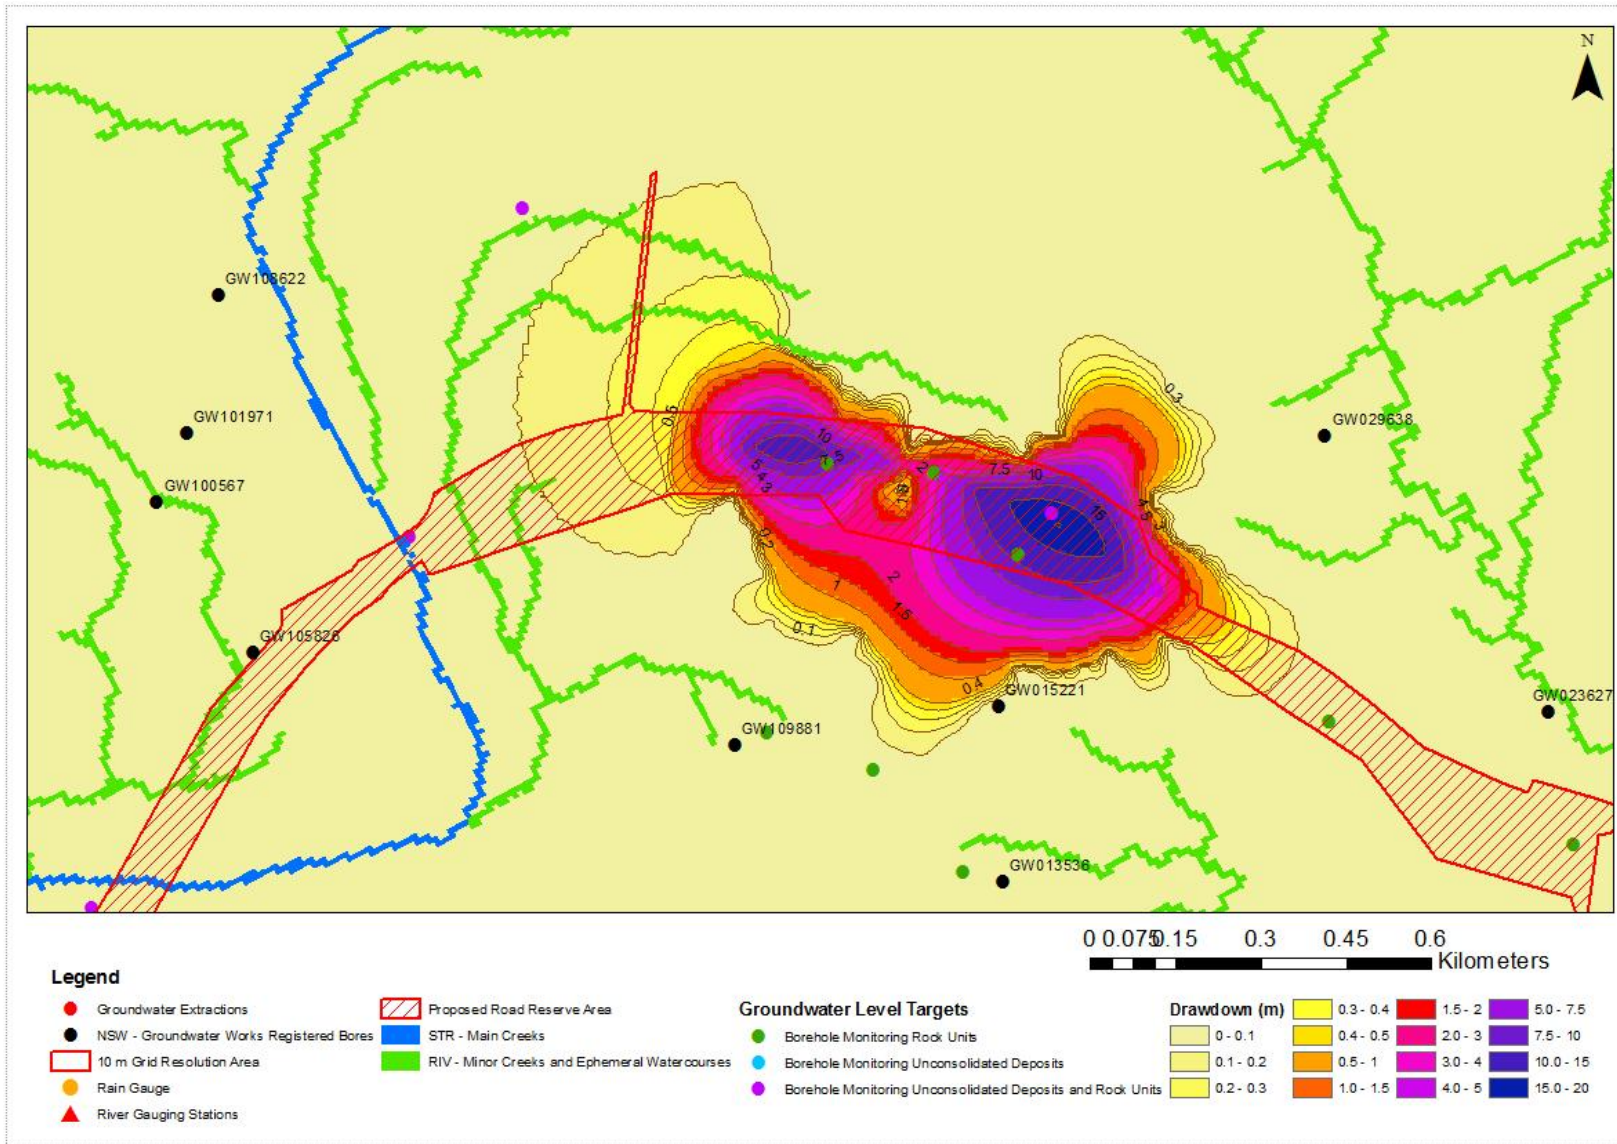 N
GW108622
0.3
GW101971
0.5
GW029638
10
5
2
7.5
10
GW100567
5
4
3
15
4
5
3
0.2
2
1
1.5
GW105826
0.1
0.4
GW015221
GW023627
GW109881
GW013536
0 0.075 0.15 0.3 0.45 0.6
Kilometers
Legend
Groundwater Extractions
NSW - Groundwater Works Registered Bores
10 m Grid Resolution Area
Rain Gauge
River Gauging Stations
Proposed Road Reserve Area
STR - Main Creeks
RIV - Minor Creeks and Ephemeral Watercourses
Groundwater Level Targets
Borehole Monitoring Rock Units
Borehole Monitoring Unconsolidated Deposits
Borehole Monitoring Unconsolidated Deposits and Rock Units
Drawdown (m)
0 - 0.1
0.1 - 0.2
0.2 - 0.3
0.3 - 0.4
0.4 - 0.5
0.5 - 1
1.0 - 1.5
1.5 - 2
2.0 - 3
3.0 - 4
4.0 - 5
5.0 - 7.5
7.5 - 10
10.0 - 15
15.0 - 20